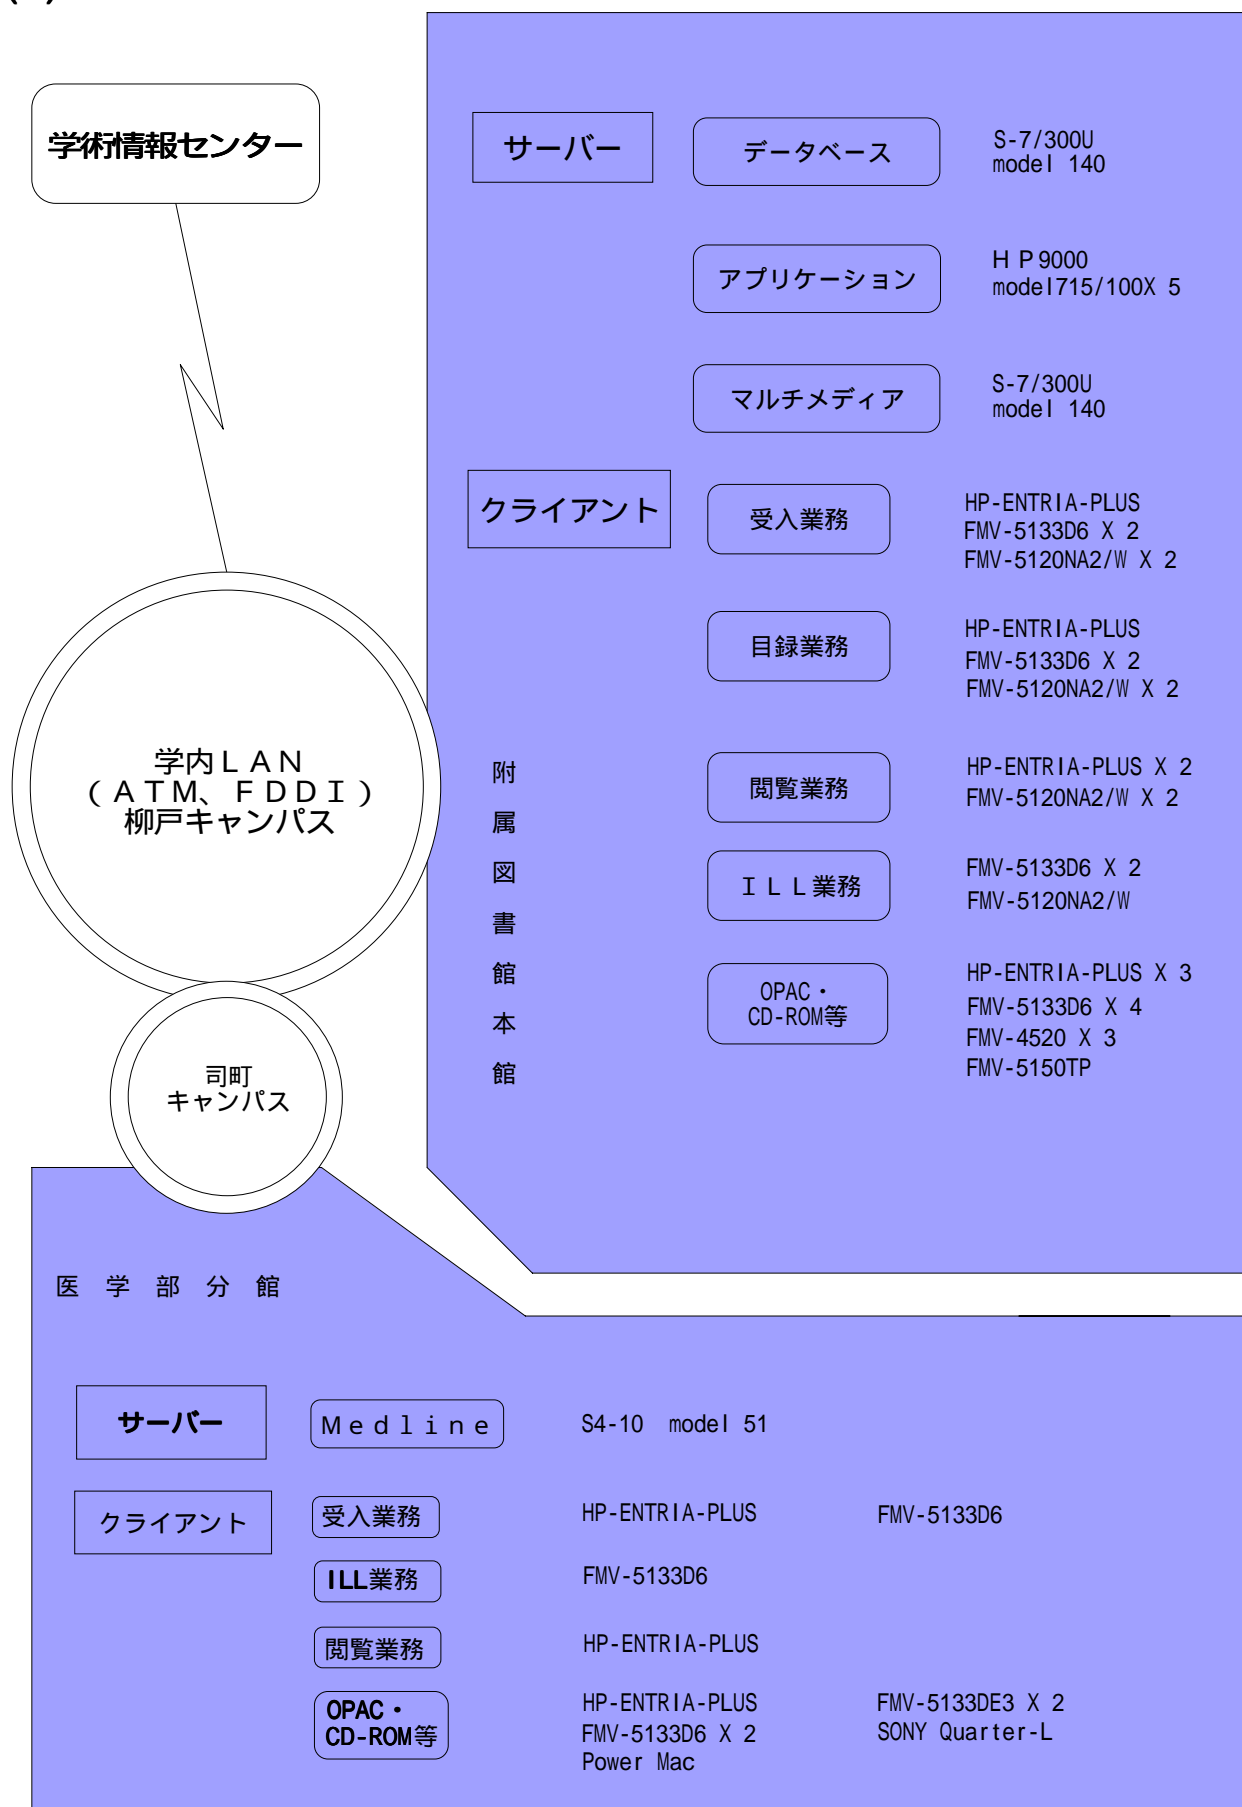 学術情報センター
サーバー
データベース
S-7/300U
model 140
アプリケーション
ＨＰ9000
model715/100X 5
マルチメディア
S-7/300U
model 140
クライアント
受入業務
HP-ENTRIA-PLUS
FMV-5133D6 X 2
FMV-5120NA2/W X 2
目録業務
HP-ENTRIA-PLUS
FMV-5133D6 X 2
FMV-5120NA2/W X 2
学内ＬＡＮ
（ＡＴＭ、ＦＤＤＩ）
柳戸キャンパス
附属図書館本館
閲覧業務
HP-ENTRIA-PLUS X 2
FMV-5120NA2/W X 2
ＩＬＬ業務
FMV-5133D6 X 2
FMV-5120NA2/W
OPAC・
CD-ROM等
HP-ENTRIA-PLUS X 3
FMV-5133D6 X 4
FMV-4520 X 3
FMV-5150TP
司町
キャンパス
医学部分館
サーバー
Ｍｅｄｌｉｎｅ
S4-10 model 51
クライアント
受入業務
HP-ENTRIA-PLUS FMV-5133D6
ILL業務
FMV-5133D6
閲覧業務
HP-ENTRIA-PLUS
OPAC・
CD-ROM等
HP-ENTRIA-PLUS FMV-5133DE3 X 2
FMV-5133D6 X 2 SONY Quarter-L
Power Mac